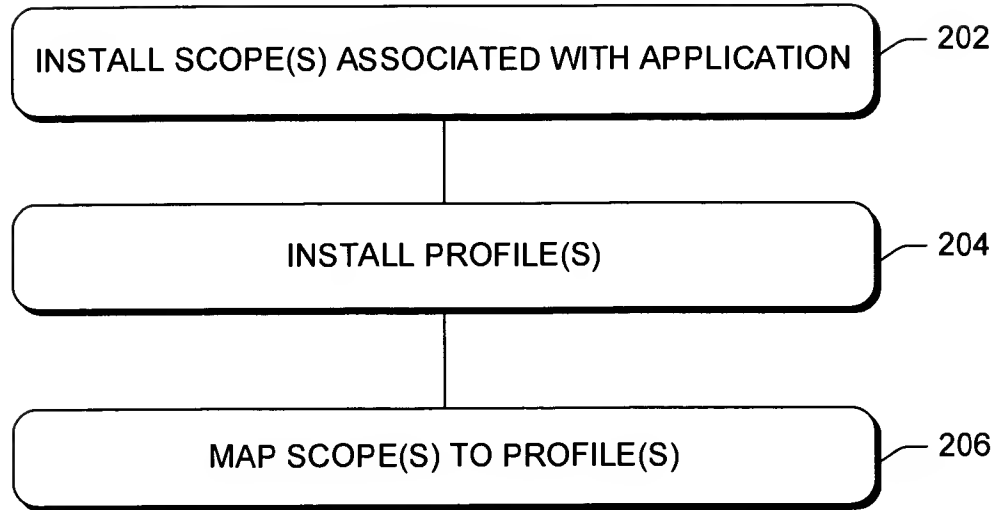 INSTALL SCOPE(S) ASSOCIATED WITH APPLICATION
202
INSTALL PROFILE(S)
204
MAP SCOPE(S) TO PROFILE(S)
206